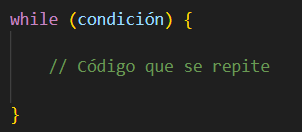 while (condición) {
// Código que se repite
}